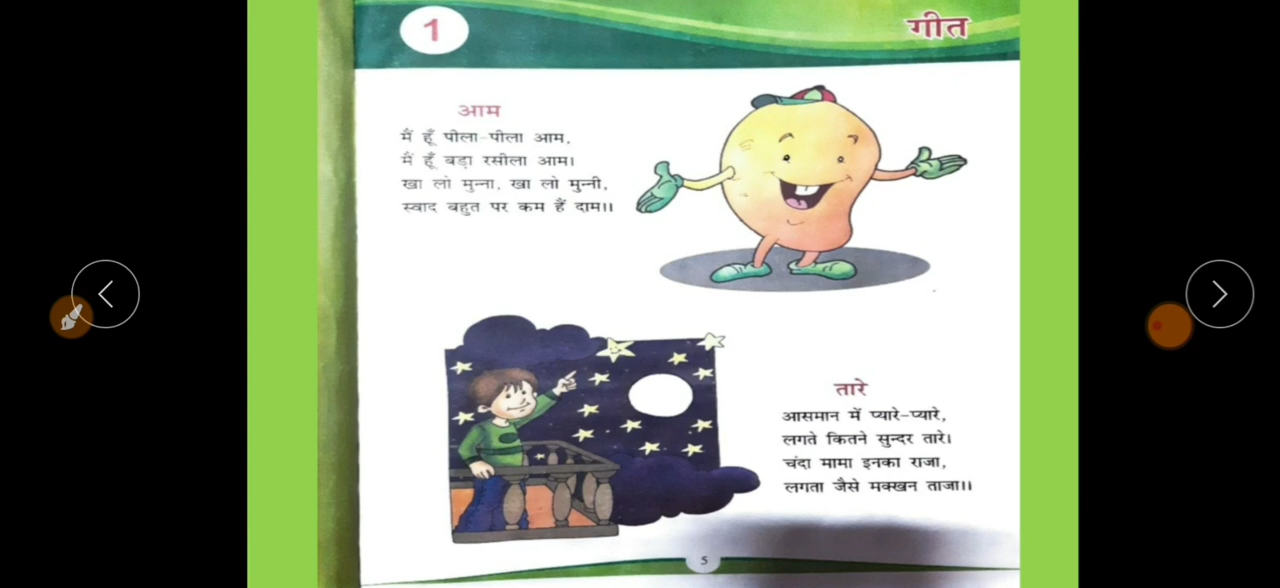 1
गीत
आम
मैं हूँ पीला-पीला आम,
मैं हूँ बड़ा रसीला आम।
खा लो मुन्ना, खा लो मुन्नी,
स्वाद बहुत पर कम हैं दाम।।
तारे
आसमान में प्यारे-प्यारे,
लगते कितने सुन्दर तारे।
चंदा मामा इनका राजा,
लगता जैसे मक्खन ताजा।।
5